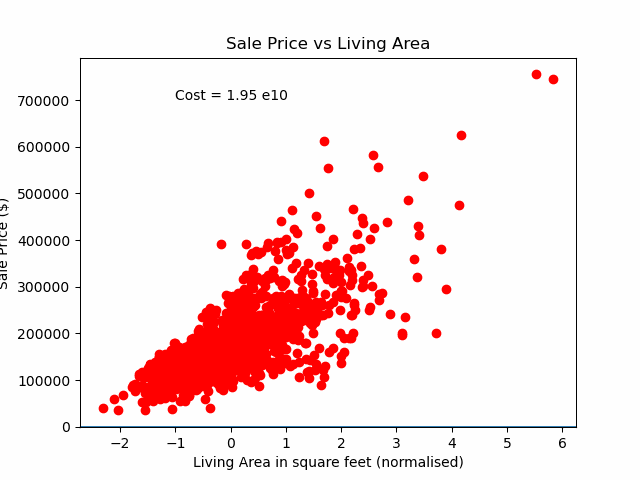 Sale Price vs Living Area
Cost = 1.95 e10
700000
600000
500000
400000
300000
200000
100000
0
Sale Price ($)
−2 −1 0 1 2 3 4 5 6
Living Area in square feet (normalised)